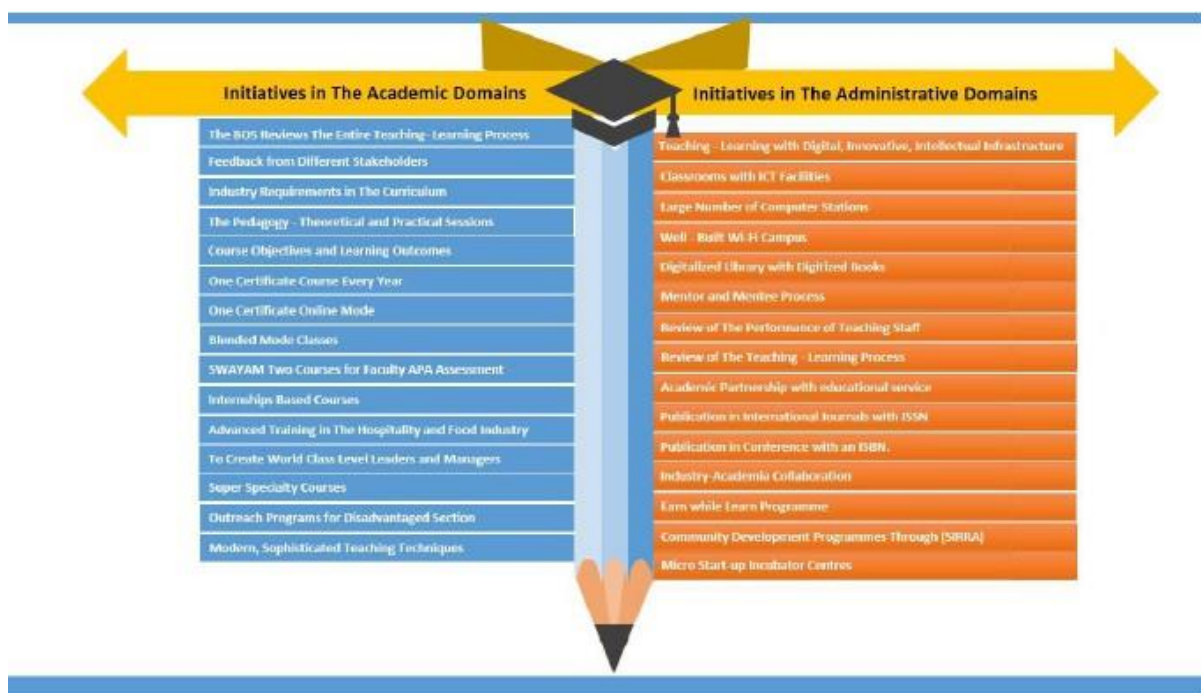 Initiatives in The Academic Domains
The BOS Reviews The Entire Teaching- Learning Process
Feedback from Different Stakeholders
Industry Requirements in The Curriculum
The Pedagogy - Theoretical and Practical Sessions
Course Objectives and Learning Outcomes
One Certificate Course Every Year
One Certificate Online Mode
Blended Mode Classes
SWAYAM Two Courses for Faculty APA Assessment
Internships Based Courses
Advanced Training in The Hospitality and Food Industry
To Create World Class Level Leaders and Managers
Super Specialty Courses
Outreach Programs for Disadvantaged Section
Modern, Sophisticated Teaching Techniques
Initiatives in The Administrative Domains
Teaching - Learning with Digital, Innovative, Intellectual Infrastructure
Classrooms with ICT Facilities
Large Number of Computer Stations
Well - Built Wi-Fi Campus
Digitalized Library with Digitized Books
Mentor and Mentee Process
Review of The Performance of Teaching Staff
Review of The Teaching - Learning Process
Academic Partnership with educational service
Publication in International Journals with ISSN
Publication in Conference with an ISBN.
Industry-Academia Collaboration
Earn while Learn Programme
Community Development Programmes Through (SIRRA)
Micro Start-up Incubator Centres